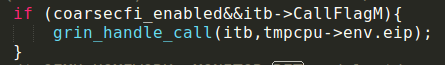 if (coarsecfi_enabled&&itb->CallFlagM){
grin_handle_call(itb,tmpcpu->env.eip);
}